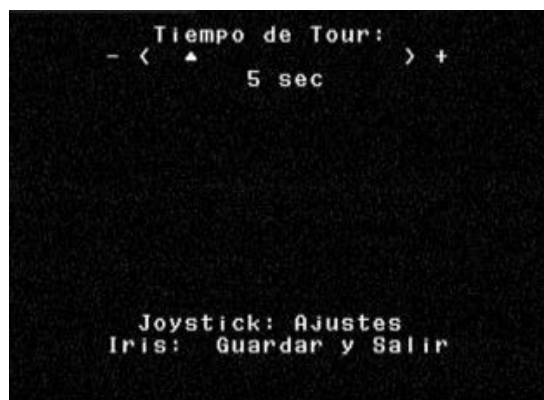 Tiempo de Tour:
- < ▲ > +
5 sec
Joystick: Ajustes
Iris: Guardar y Salir